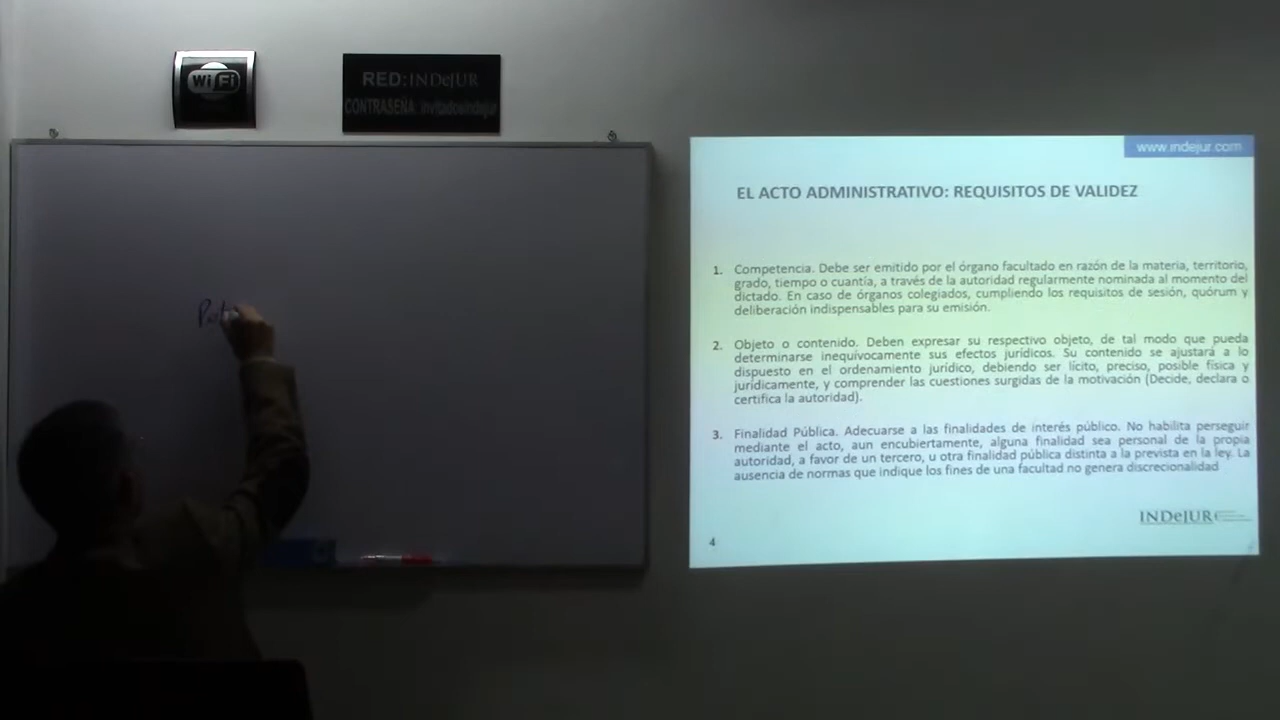 Wi Fi
RED: INDeJUR
CONTRASEÑA: invitadosindejur
www.indejur.com
EL ACTO ADMINISTRATIVO: REQUISITOS DE VALIDEZ
1. Competencia. Debe ser emitido por el órgano facultado en razón de la materia, territorio,
grado, tiempo o cuantía, a través de la autoridad regularmente nominada al momento del
dictado. En caso de órganos colegiados, cumpliendo los requisitos de sesión, quórum y
deliberación indispensables para su emisión.
2. Objeto o contenido. Deben expresar su respectivo objeto, de tal modo que pueda
determinarse inequívocamente sus efectos jurídicos. Su contenido se ajustará a lo
dispuesto en el ordenamiento jurídico, debiendo ser lícito, preciso, posible física y
jurídicamente, y comprender las cuestiones surgidas de la motivación (Decide, declara o
certifica la autoridad).
3. Finalidad Pública. Adecuarse a las finalidades de interés público. No habilita perseguir
mediante el acto, aun encubiertamente, alguna finalidad sea personal de la propia
autoridad, a favor de un tercero, u otra finalidad pública distinta a la prevista en la ley. La
ausencia de normas que indique los fines de una facultad no genera discrecionalidad
INDeJUR
4